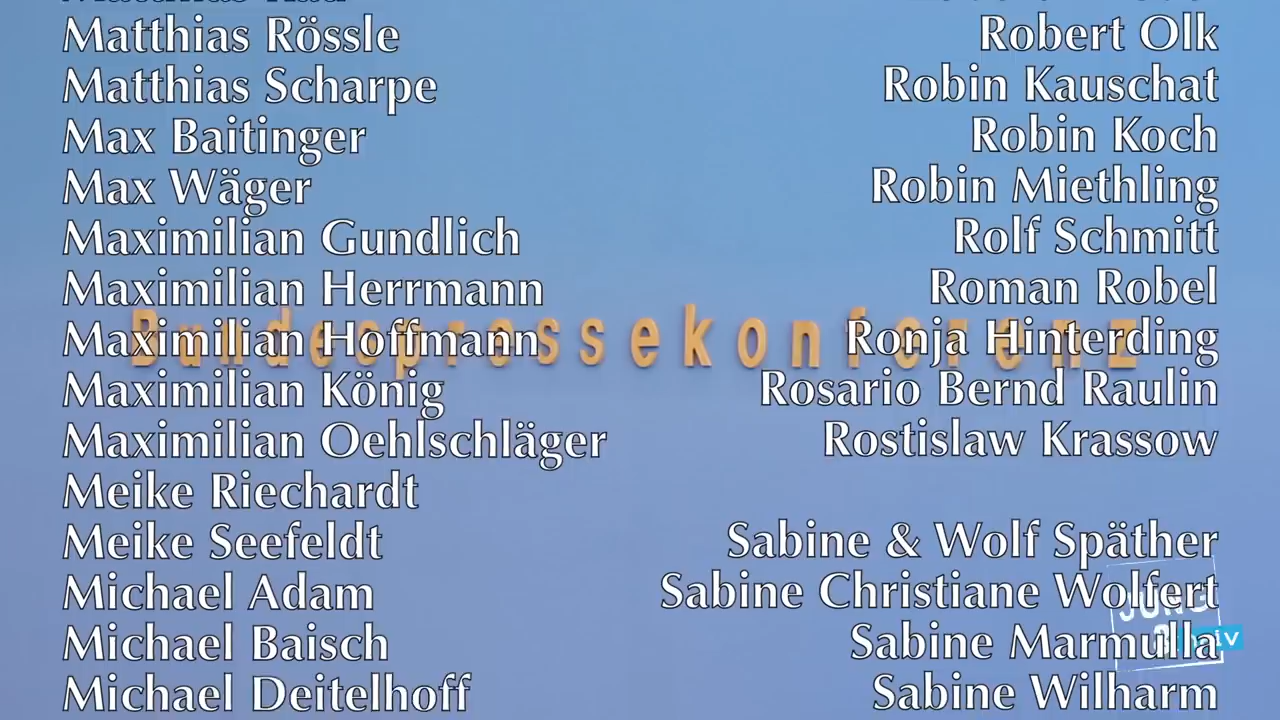 Matthias Rössle
Matthias Scharpe
Max Baitinger
Max Wäger
Maximilian Gundlich
Maximilian Herrmann
Maximilian Hoffmann
Maximilian König
Maximilian Oehlschläger
Meike Riechardt
Meike Seefeldt
Michael Adam
Michael Baisch
Michael Deitelhoff
Robert Olk
Robin Kauschat
Robin Koch
Robin Miethling
Rolf Schmitt
Roman Robel
Ronja Hinterding
Rosario Bernd Raulin
Rostislaw Krassow
Sabine & Wolf Späther
Sabine Christiane Wolfert
Sabine Marmulla
Sabine Wilharm
Bundespressekonferenz
JUNG
&